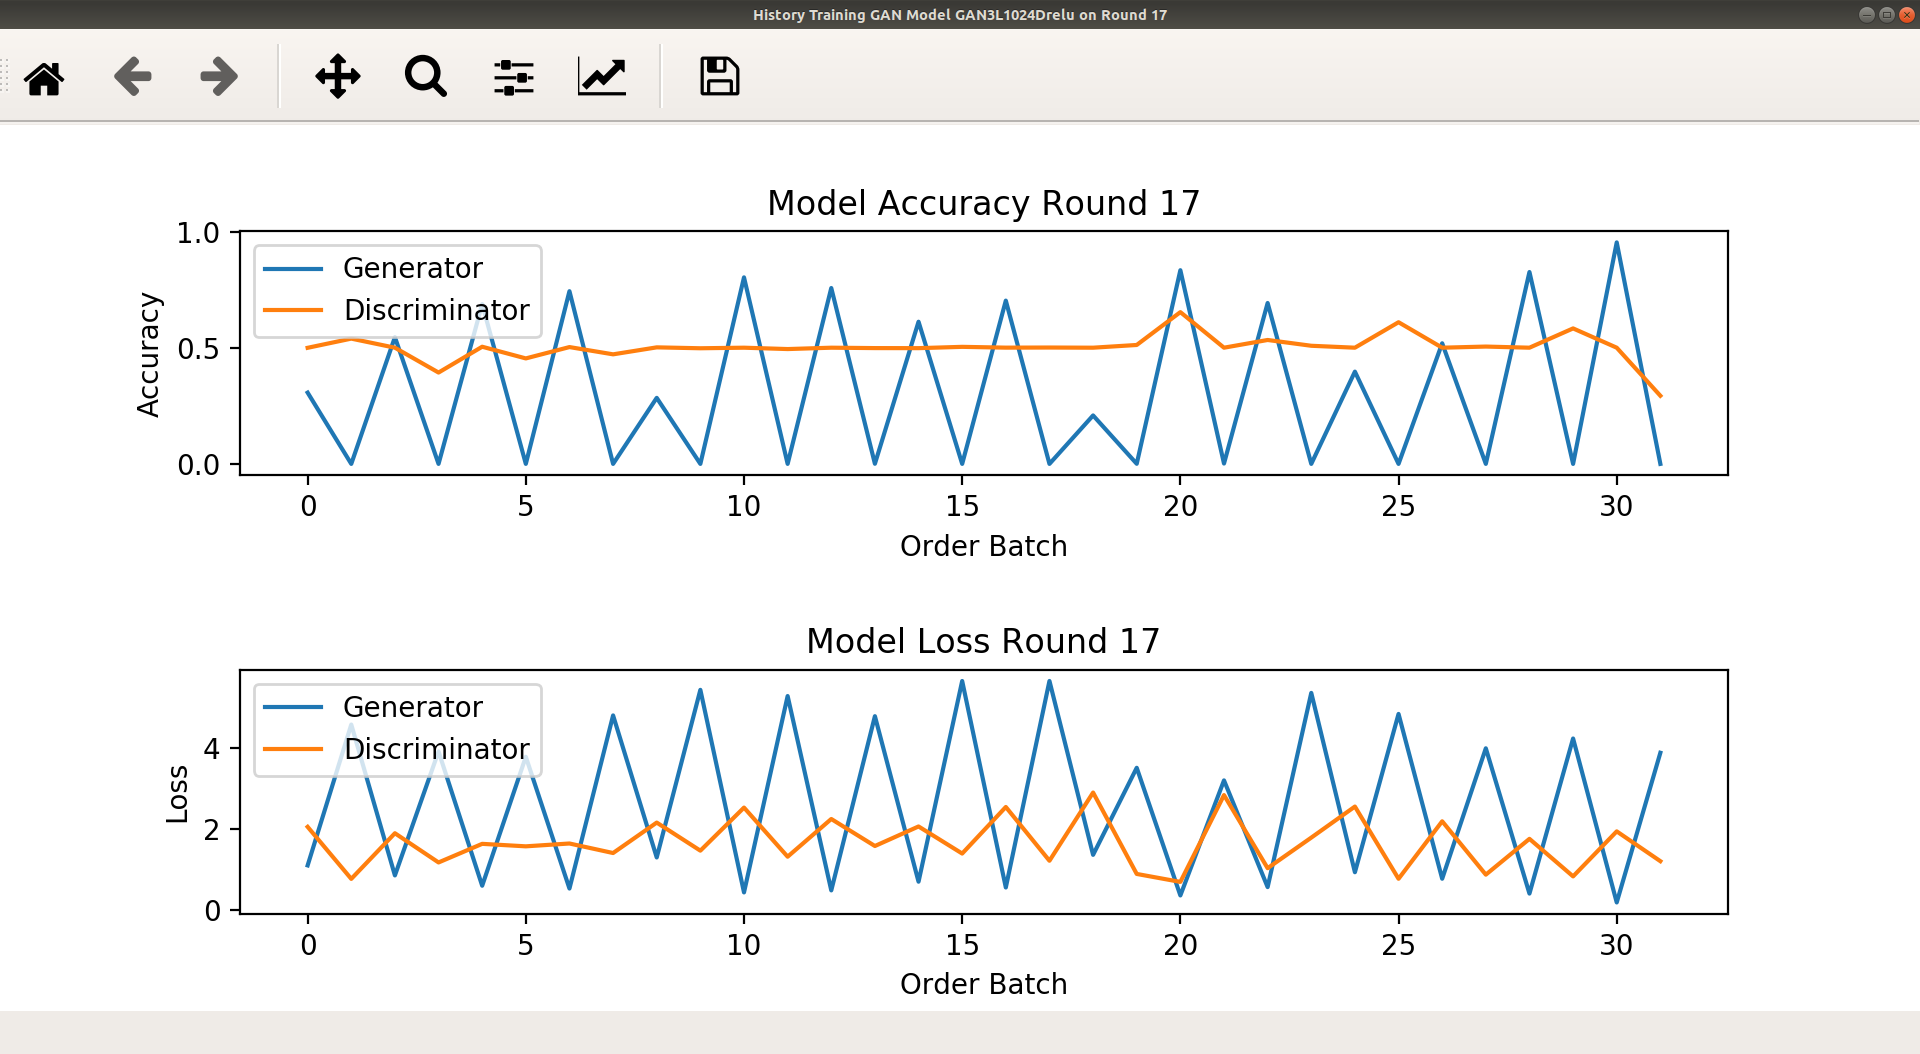 History Training GAN Model GAN3L1024Drelu on Round 17
Model Accuracy Round 17
1.0
0.5
0.0
Accuracy
Generator
Discriminator
0 5 10 15 20 25 30
Order Batch
Model Loss Round 17
4
2
0
Loss
Generator
Discriminator
0 5 10 15 20 25 30
Order Batch